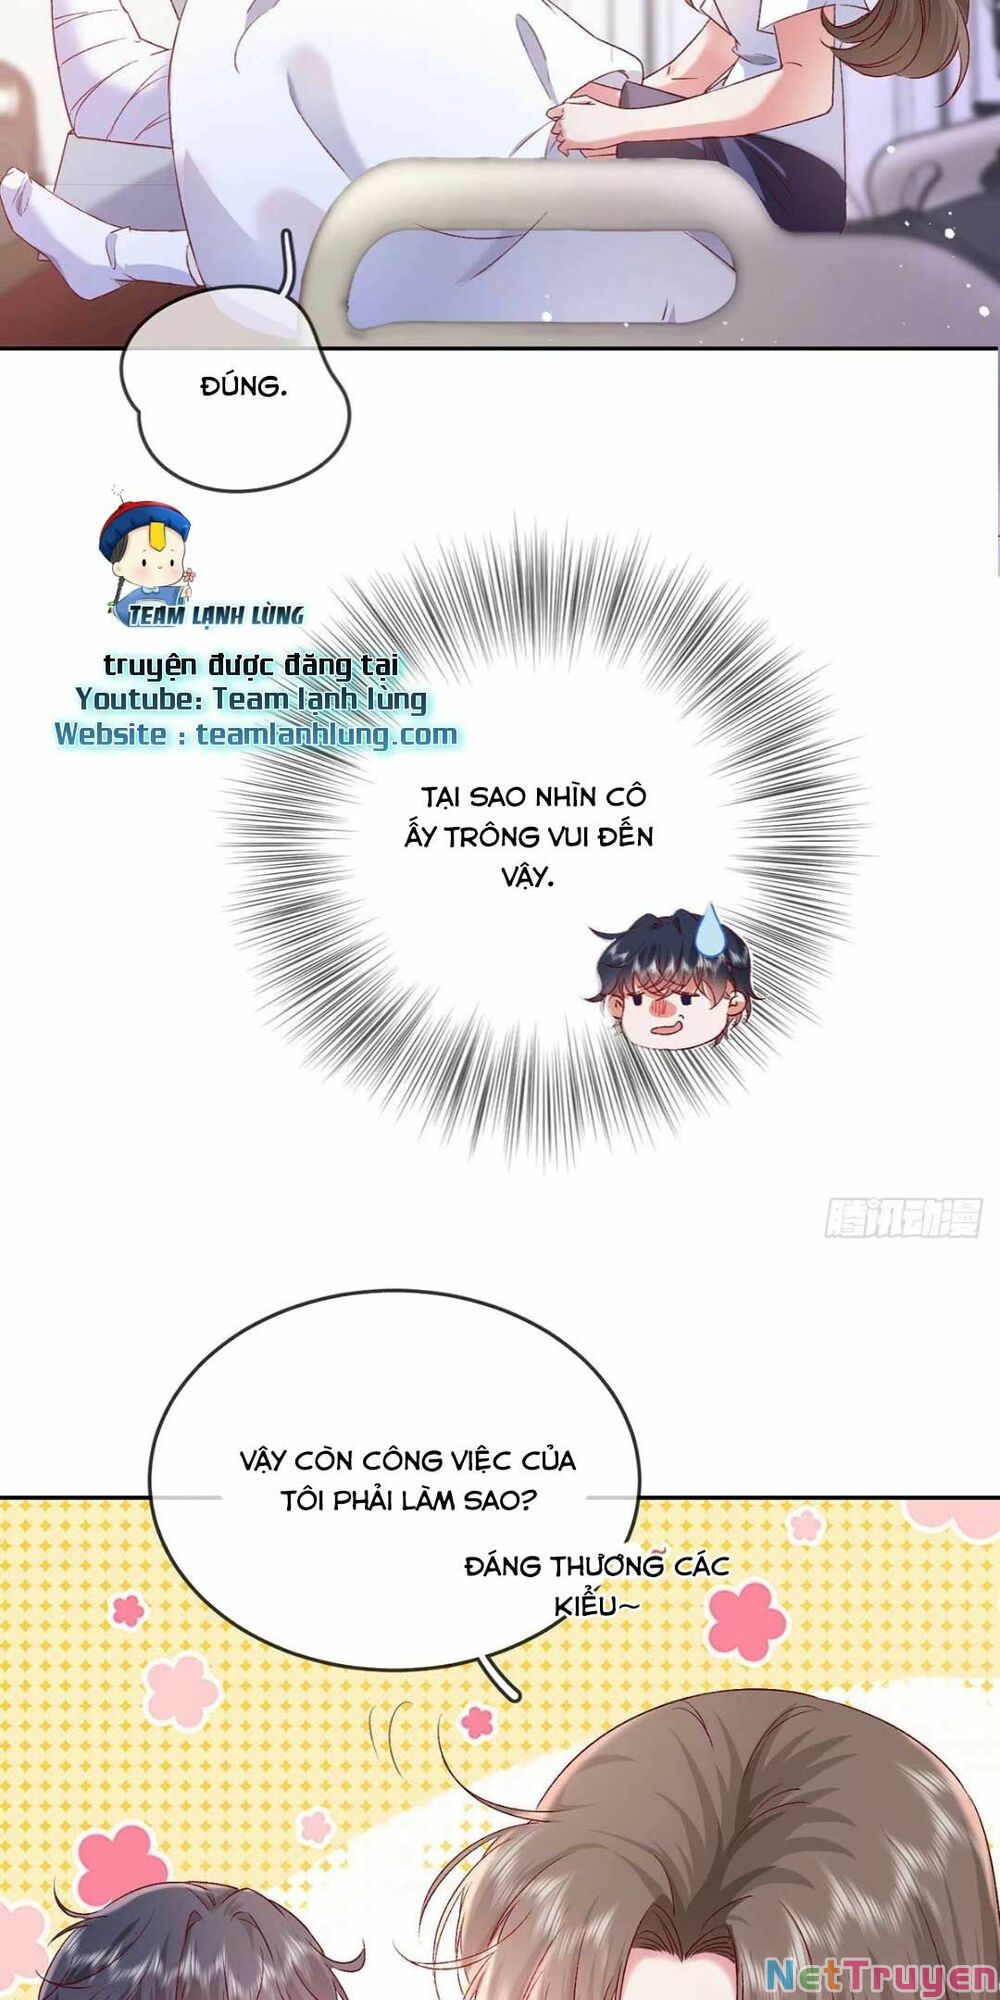 ĐÚNG.
TEAM LẠNH LÙNG
truyện được đăng tại
Youtube: Team lạnh lùng
Website : teamlanhlung.com
TẠI SAO NHÌN CÔ
ẤY TRÔNG VUI ĐẾN
VẬY.
腾讯动漫
VẬY CÒN CÔNG VIỆC CỦA
TÔI PHẢI LÀM SAO?
ĐÁNG THƯƠNG CÁC
KIỂU~
NetTruyen